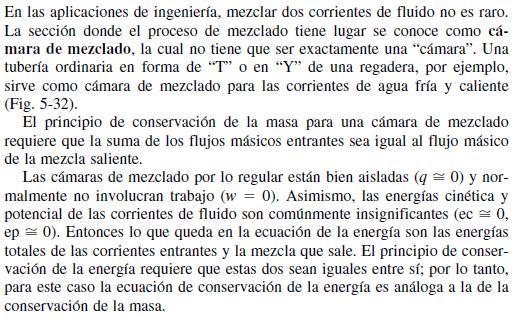 En las aplicaciones de ingeniería, mezclar dos corrientes de fluido no es raro.
La sección donde el proceso de mezclado tiene lugar se conoce como cá-
mara de mezclado, la cual no tiene que ser exactamente una “cámara”. Una
tubería ordinaria en forma de “T” o en “Y” de una regadera, por ejemplo,
sirve como cámara de mezclado para las corrientes de agua fría y caliente
(Fig. 5-32).
El principio de conservación de la masa para una cámara de mezclado
requiere que la suma de los flujos másicos entrantes sea igual al flujo másico
de la mezcla saliente.
Las cámaras de mezclado por lo regular están bien aisladas (q ≅ 0) y nor-
malmente no involucran trabajo (w = 0). Asimismo, las energías cinética y
potencial de las corrientes de fluido son comúnmente insignificantes (ec ≅ 0,
ep ≅ 0). Entonces lo que queda en la ecuación de la energía son las energías
totales de las corrientes entrantes y la mezcla que sale. El principio de conser-
vación de la energía requiere que estas dos sean iguales entre sí; por lo tanto,
para este caso la ecuación de conservación de la energía es análoga a la de la
conservación de la masa.